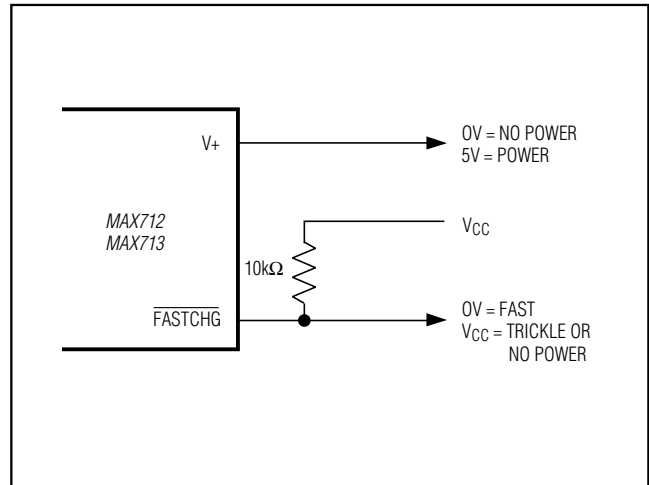 V+
0V = NO POWER
5V = POWER
MAX712
MAX713
VCC
10kΩ
FASTCHG
0V = FAST
VCC = TRICKLE OR
NO POWER